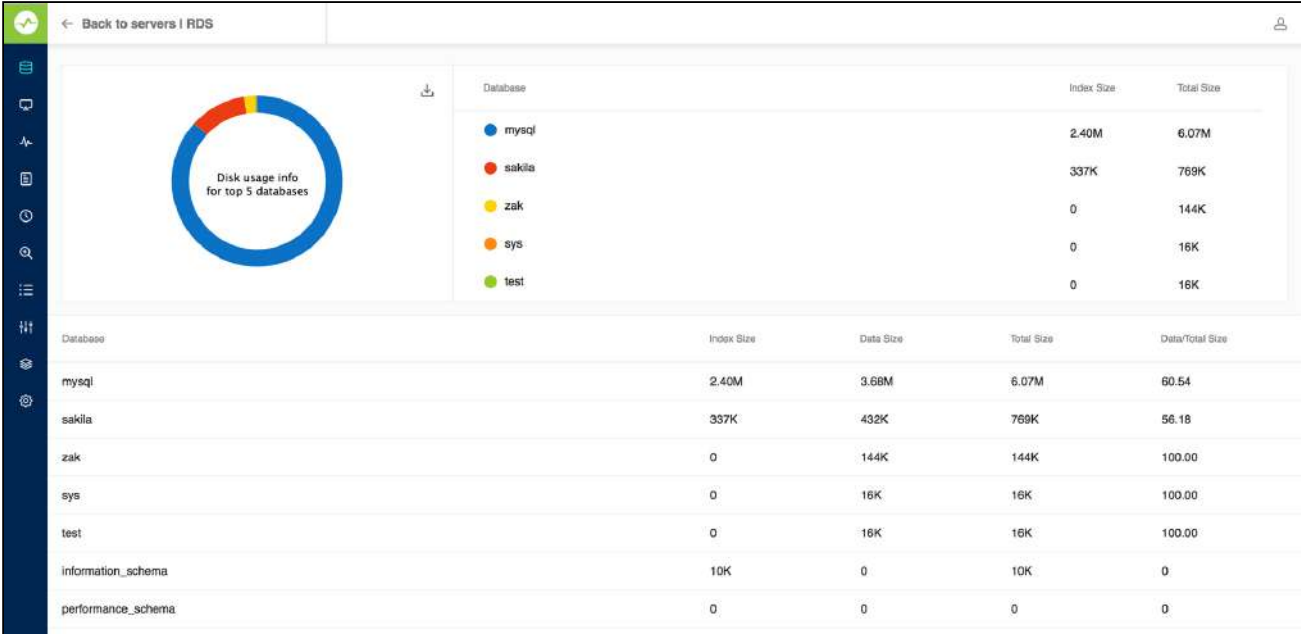 ← Back to servers | RDS
Disk usage info
for top 5 databases
Database Index Size Total Size
mysql 2.40M 6.07M
sakila 337K 769K
zak 0 144K
sys 0 16K
test 0 16K
Database Index Size Data Size Total Size Data/Total Size
mysql 2.40M 3.68M 6.07M 60.54
sakila 337K 432K 769K 56.18
zak 0 144K 144K 100.00
sys 0 16K 16K 100.00
test 0 16K 16K 100.00
information_schema 10K 0 10K 0
performance_schema 0 0 0 0